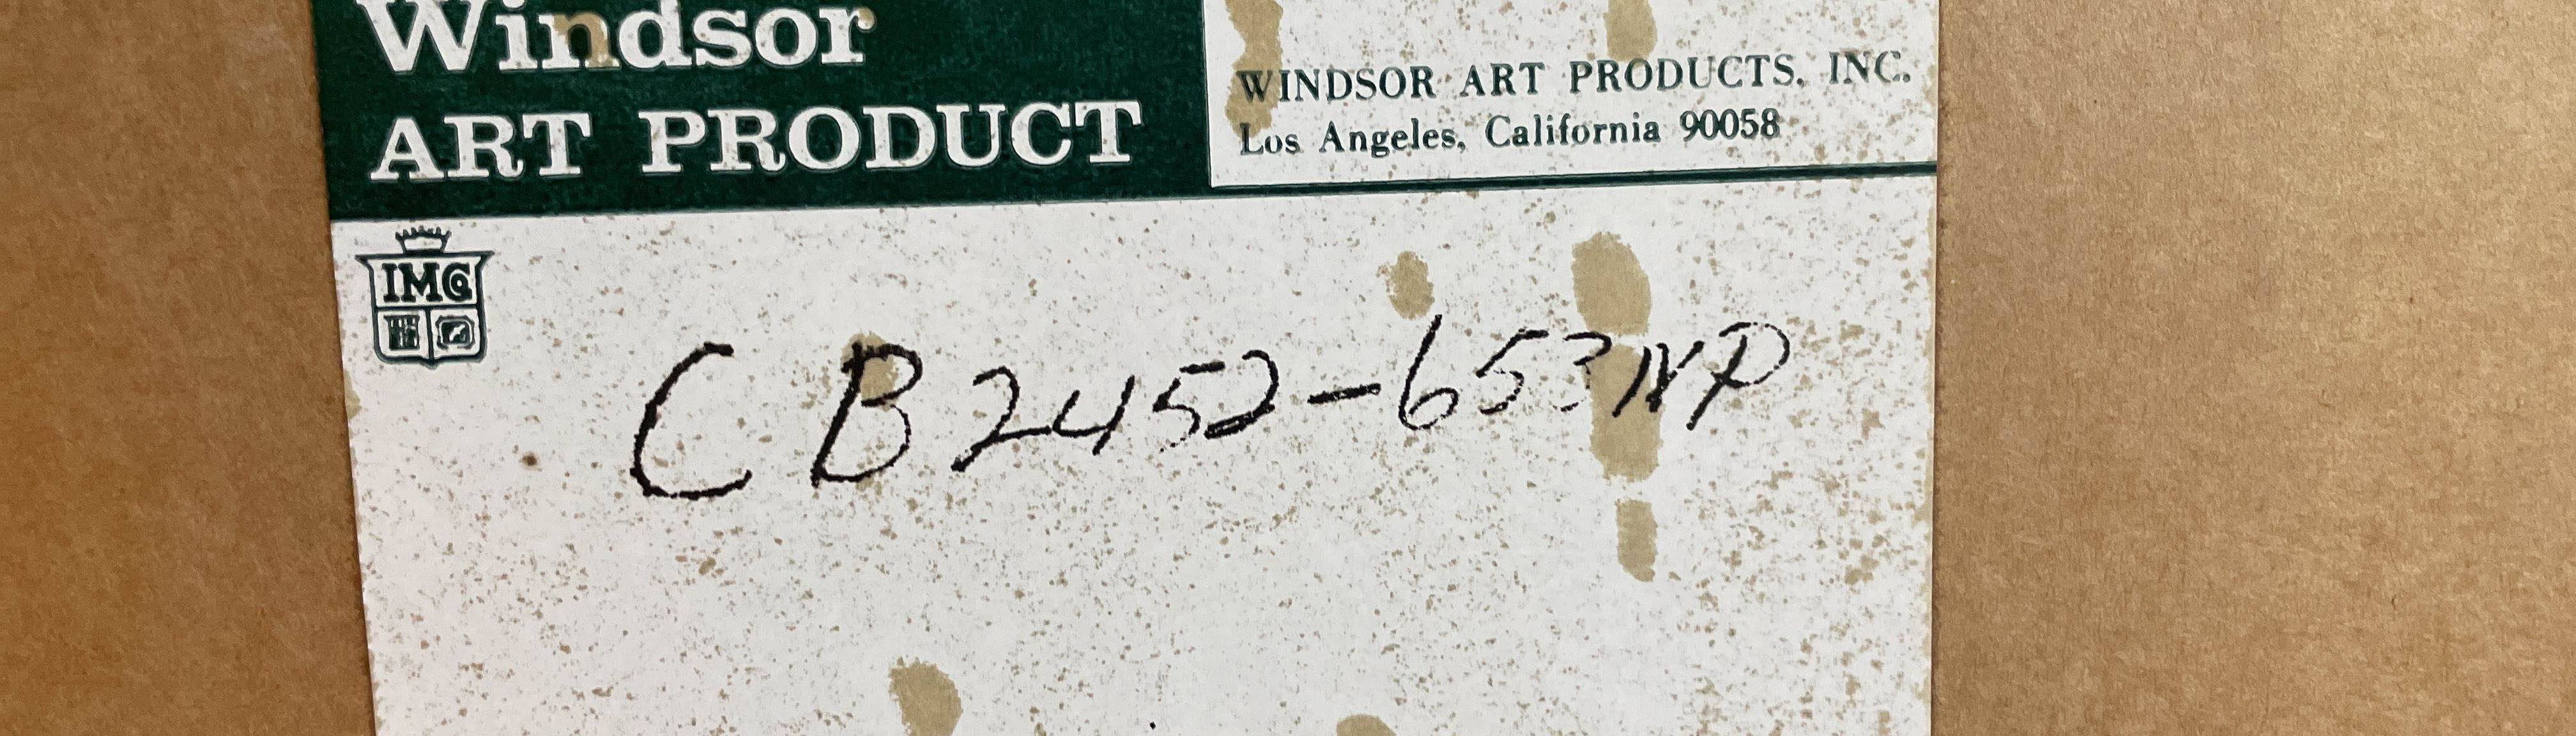 Windsor
ART PRODUCT
WINDSOR ART PRODUCTS, INC.
Los Angeles, California 90058
IMG
CB2452-653NP